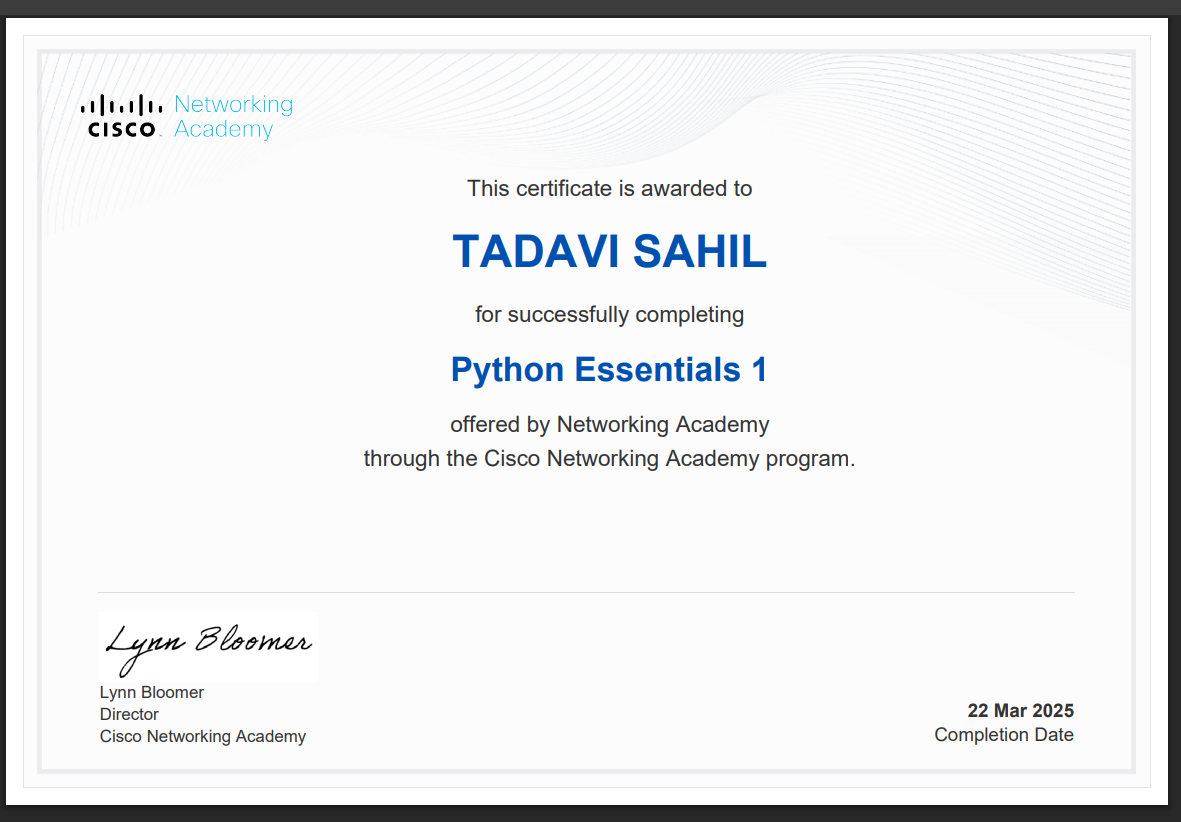 CISCO Networking
Academy
This certificate is awarded to
TADAVI SAHIL
for successfully completing
Python Essentials 1
offered by Networking Academy
through the Cisco Networking Academy program.
Lynn Bloomer
Lynn Bloomer
Director
Cisco Networking Academy
22 Mar 2025
Completion Date